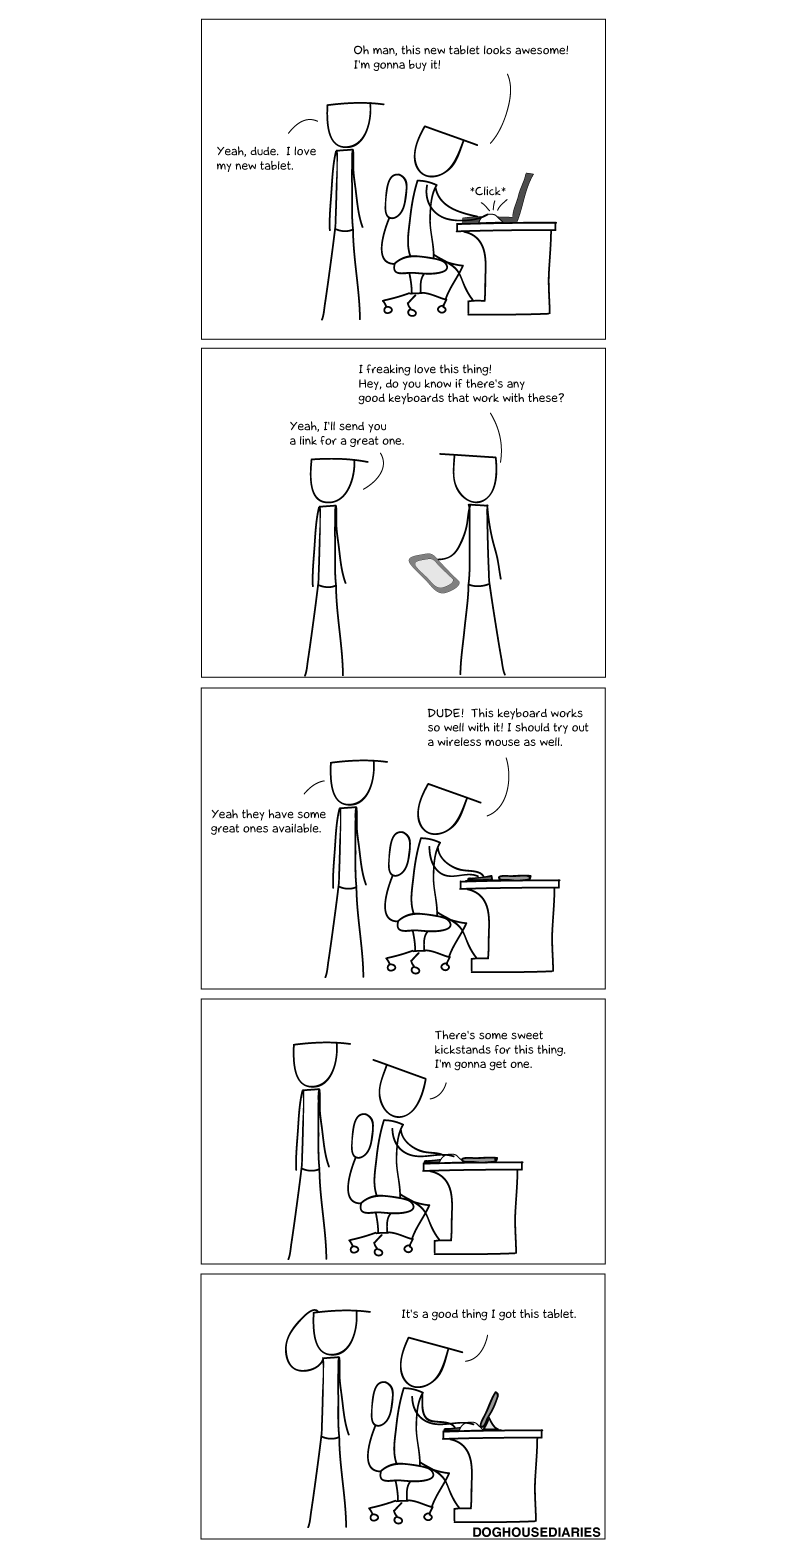 Oh man, this new tablet looks awesome!
I'm gonna buy it!
Yeah, dude.  I love
my new tablet.
*Click*
I freaking love this thing!
Hey, do you know if there's any
good keyboards that work with these?
Yeah, I'll send you
a link for a great one.
DUDE!  This keyboard works
so well with it! I should try out
a wireless mouse as well.
Yeah they have some
great ones available.
There's some sweet
kickstands for this thing.
I'm gonna get one.
It's a good thing I got this tablet.
DOGHOUSEDIARIES